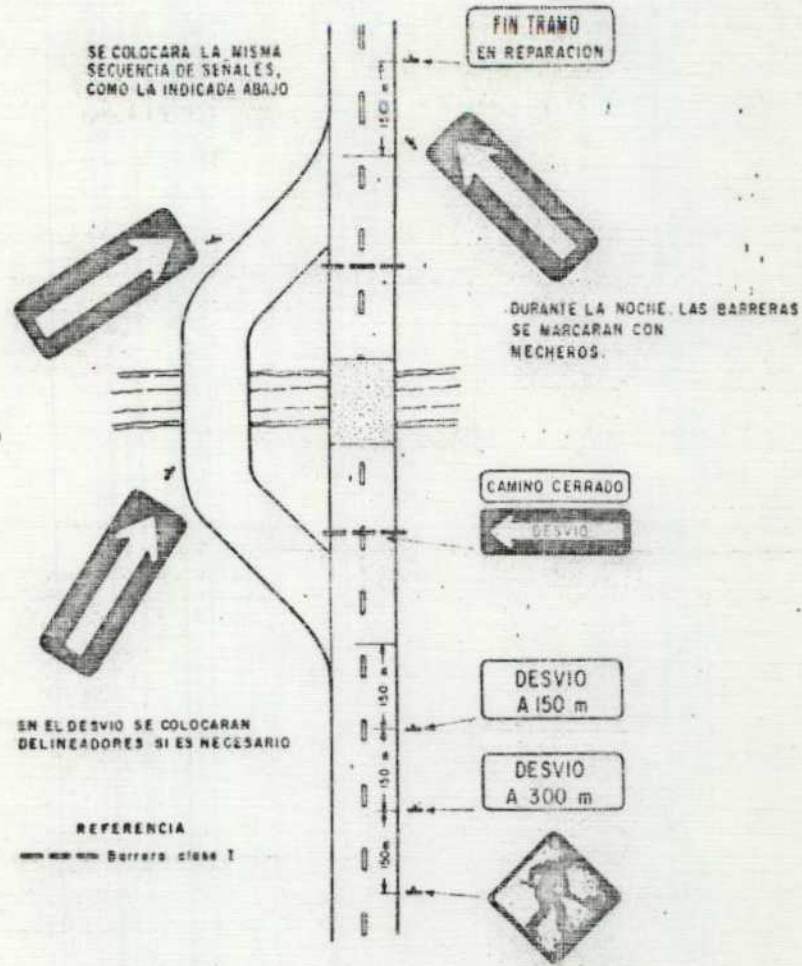 SE COLOCARA LA MISMA
SECUENCIA DE SEÑALES,
COMO LA INDICADA ABAJO
FIN TRAMO
EN REPARACION
150 m
DURANTE LA NOCHE. LAS BARRERAS
SE MARCARAN CON
MECHEROS.
CAMINO CERRADO
DESVIO
150 m
DESVIO
A 150 m
150 m
DESVIO
A 300 m
150 m
EN EL DESVIO SE COLOCARAN
DELINEADORES SI ES NECESARIO
REFERENCIA
Barrera clase I